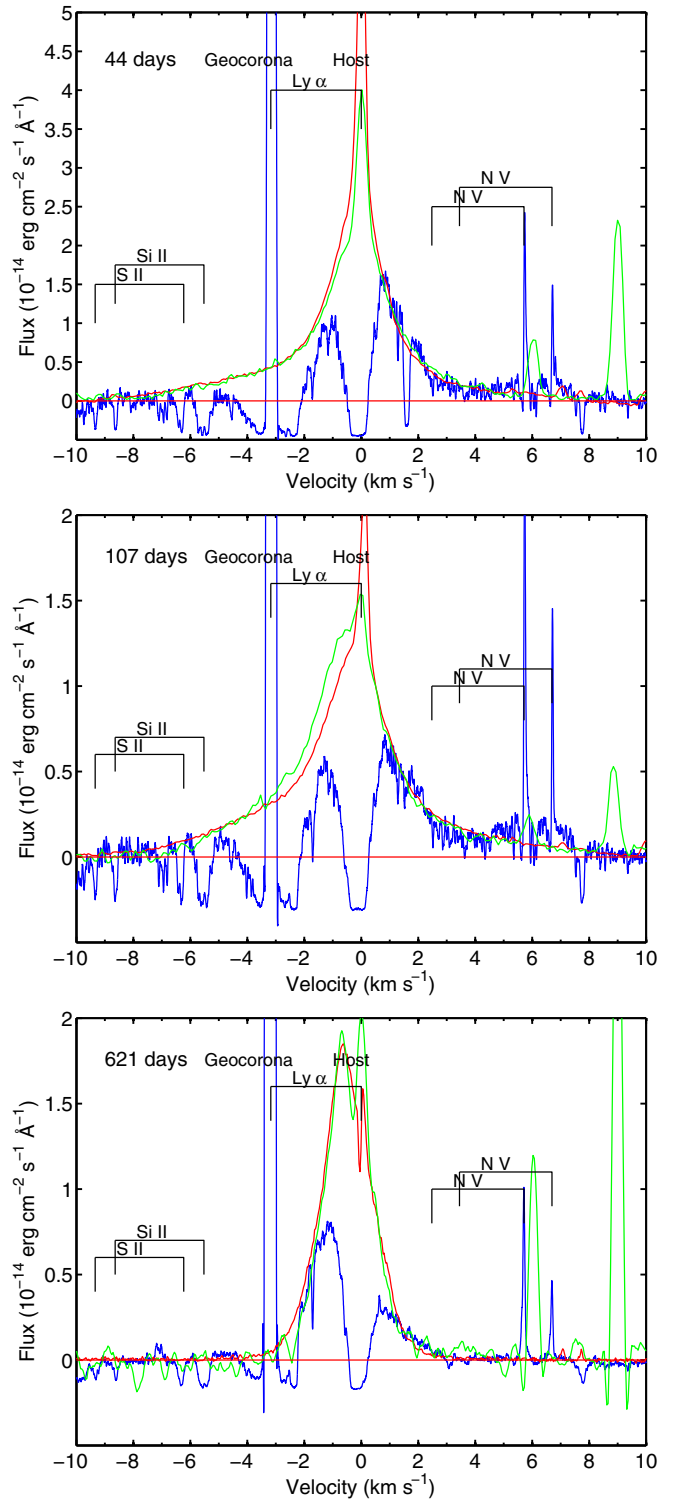 5
4.5
4
3.5
3
2.5
2
1.5
1
0.5
0
44 days
Geocorona
Host
Ly α
N V
N V
Si II
S II
Flux (10⁻¹⁴ erg cm⁻² s⁻¹ Å⁻¹)
−10 −8 −6 −4 −2 0 2 4 6 8 10
Velocity (km s⁻¹)
2
1.5
1
0.5
0
107 days
Geocorona
Host
Ly α
N V
N V
Si II
S II
Flux (10⁻¹⁴ erg cm⁻² s⁻¹ Å⁻¹)
−10 −8 −6 −4 −2 0 2 4 6 8 10
Velocity (km s⁻¹)
2
1.5
1
0.5
0
621 days
Geocorona
Host
Ly α
N V
N V
Si II
S II
Flux (10⁻¹⁴ erg cm⁻² s⁻¹ Å⁻¹)
−10 −8 −6 −4 −2 0 2 4 6 8 10
Velocity (km s⁻¹)